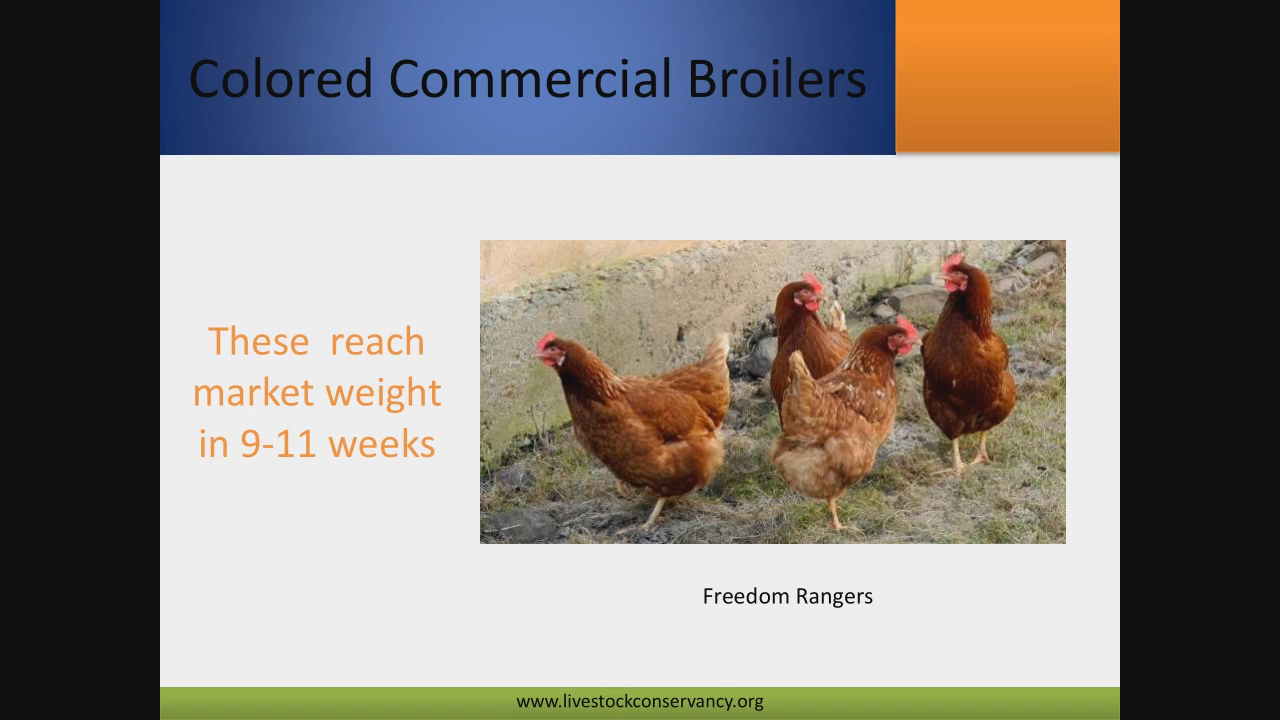 Colored Commercial Broilers
These  reach
market weight
in 9-11 weeks
Freedom Rangers
www.livestockconservancy.org